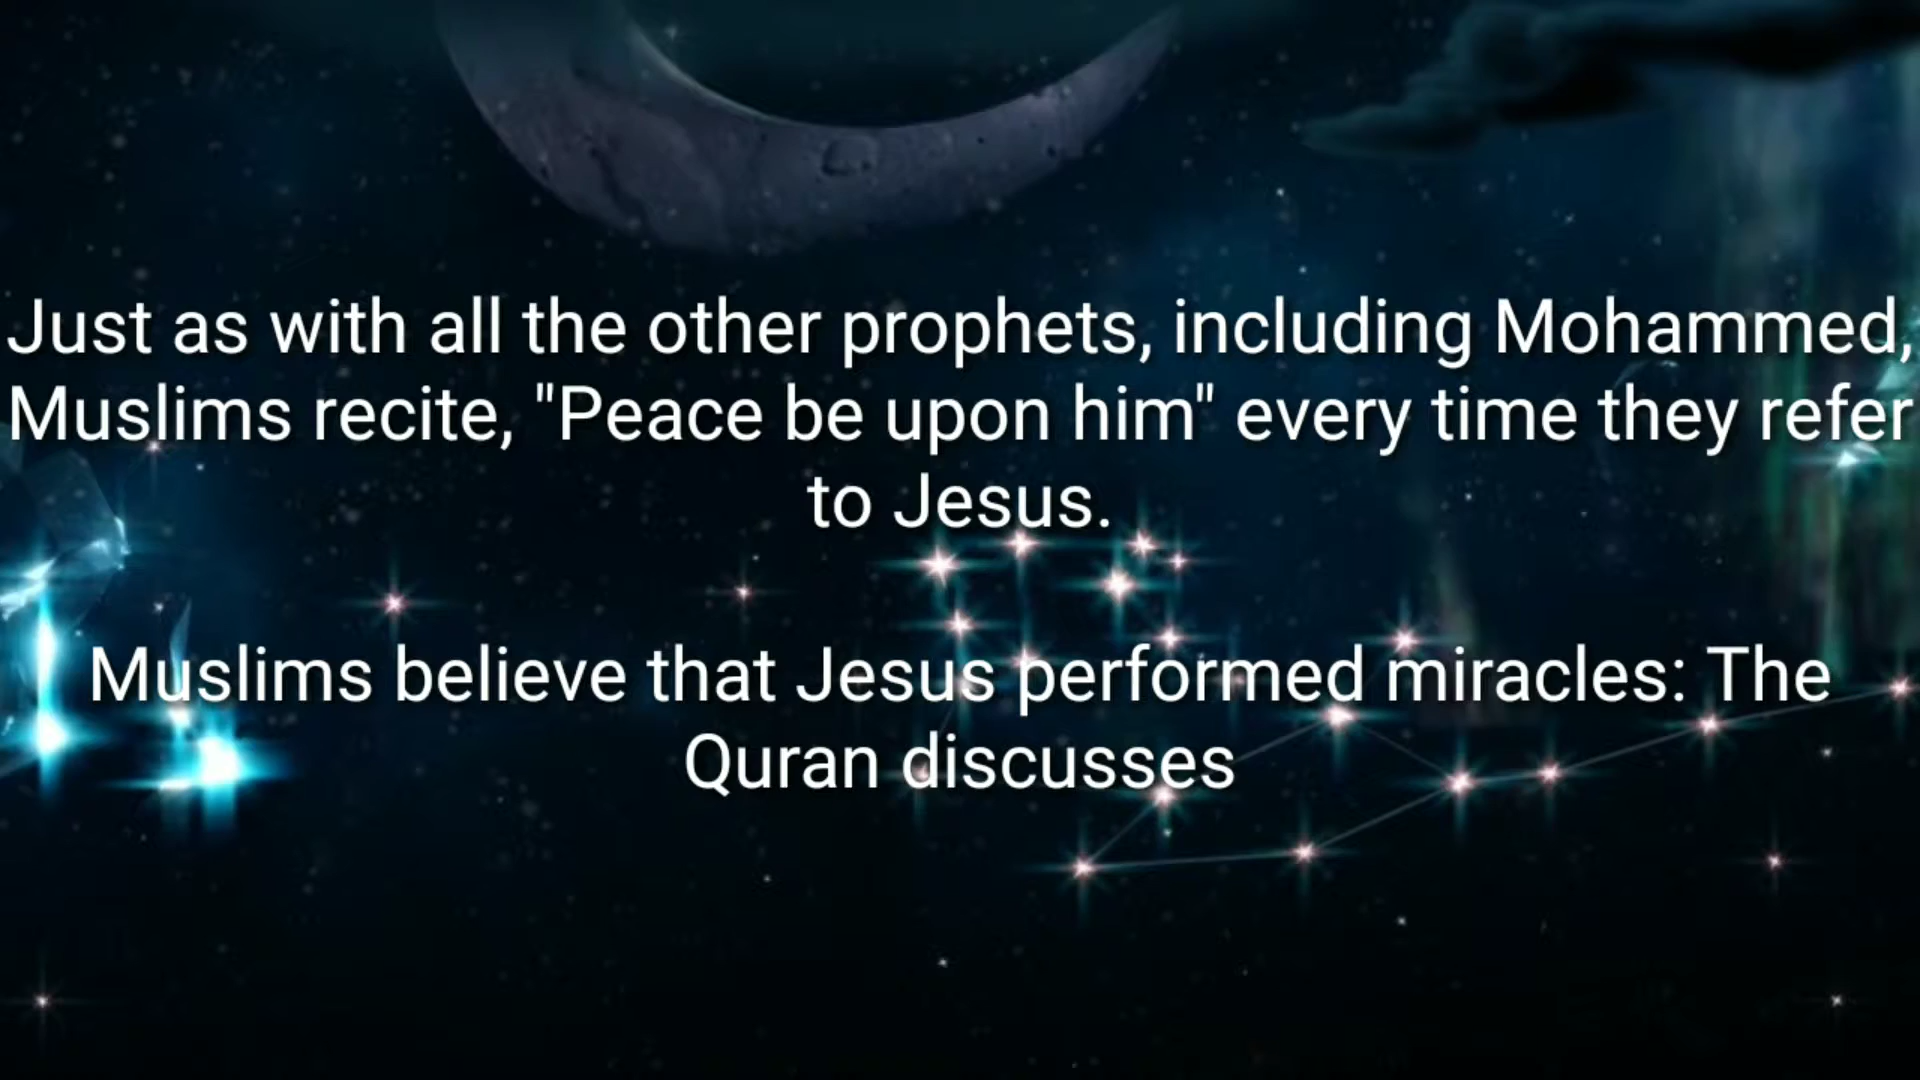 Just as with all the other prophets, including Mohammed,
Muslims recite, "Peace be upon him" every time they refer
to Jesus.
Muslims believe that Jesus performed miracles: The
Quran discusses